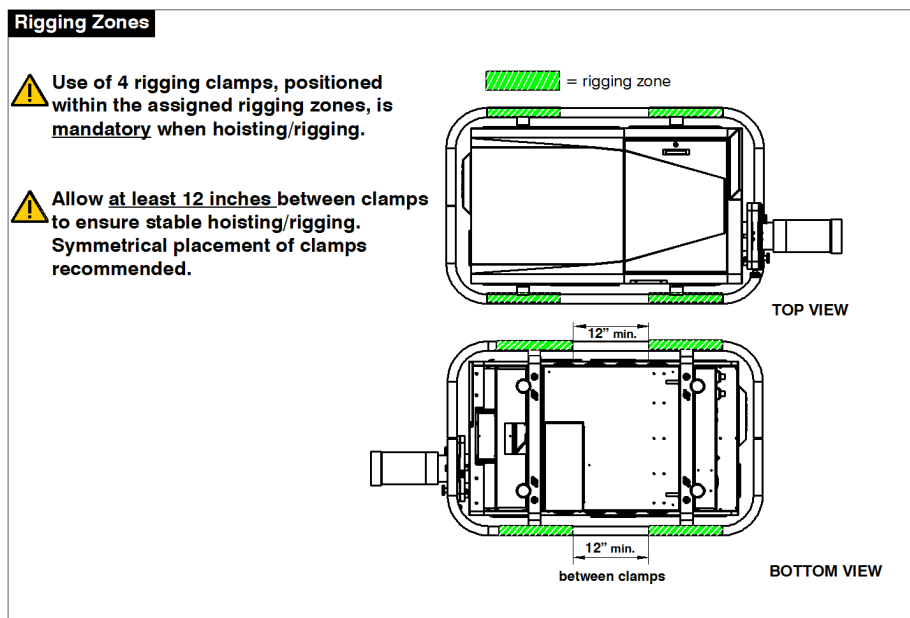 Rigging Zones
Use of 4 rigging clamps, positioned
within the assigned rigging zones, is
mandatory when hoisting/rigging.
= rigging zone
Allow at least 12 inches between clamps
to ensure stable hoisting/rigging.
Symmetrical placement of clamps
recommended.
TOP VIEW
12” min.
12” min.
between clamps
BOTTOM VIEW